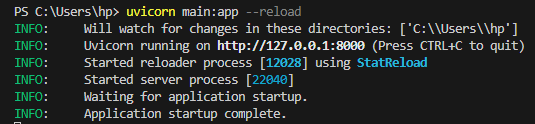 PS C:\Users\hp> uvicorn main:app --reload
INFO:     Will watch for changes in these directories: ['C:\\Users\\hp']
INFO:     Uvicorn running on http://127.0.0.1:8000 (Press CTRL+C to quit)
INFO:     Started reloader process [12028] using StatReload
INFO:     Started server process [22040]
INFO:     Waiting for application startup.
INFO:     Application startup complete.